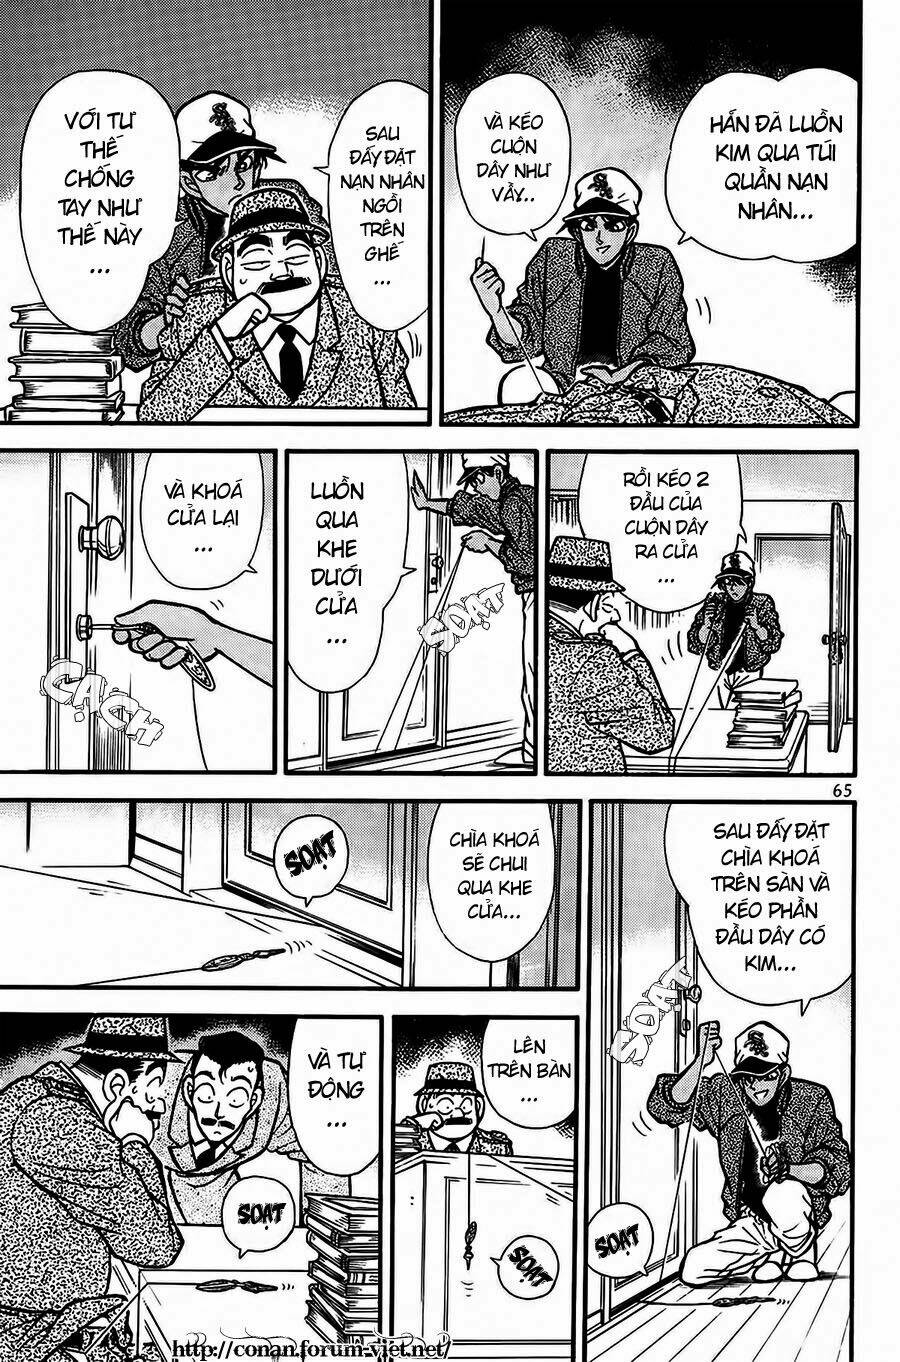 HẮN ĐÃ LUỒN
KIM QUA TÚI
QUẦN NẠN
NHÂN...
VÀ KÉO
CUỘN
DÂY NHƯ
VẦY...
SAU
ĐẤY ĐẶT
NẠN NHÂN
NGỒI
TRÊN
GHẾ
...
VỚI TƯ
THẾ
CHỐNG
TAY NHƯ
THẾ NÀY
...
RỒI KÉO 2
ĐẦU CỦA
CUỘN DÂY
RA CỬA
...
LUỒN
QUA
KHE
DƯỚI
CỬA
...
SOẠT
VÀ KHOÁ
CỬA LẠI
...
CẠCH
65
SAU ĐẤY ĐẶT
CHÌA KHOÁ
TRÊN SÀN VÀ
KÉO PHẦN
ĐẦU DÂY CÓ
KIM...
SOẠT
SOẠT
CHÌA KHOÁ
SẼ CHUI
QUA KHE
CỬA...
SOẠT
LÊN
TRÊN BÀN
...
SOẠT
VÀ TỰ
ĐỘNG
...
SOẠT
http://conan.forum-viet.net/